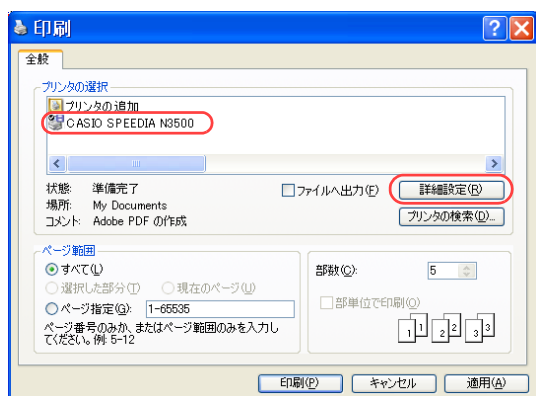 印刷
全般
プリンタの選択
プリンタの追加
CASIO SPEEDIA N3500
状態: 準備完了
場所: My Documents
コメント: Adobe PDF の作成
ファイルへ出力(F)
詳細設定(R)
プリンタの検索(D)...
ページ範囲
すべて(L)
選択した部分(T)
現在のページ(U)
ページ指定(G): 1-65535
ページ番号のみか、またはページ範囲のみを入力し
てください。例: 5-12
部数(C): 5
部単位で印刷(O)
1 1 2 2 3 3
印刷(P)
キャンセル
適用(A)